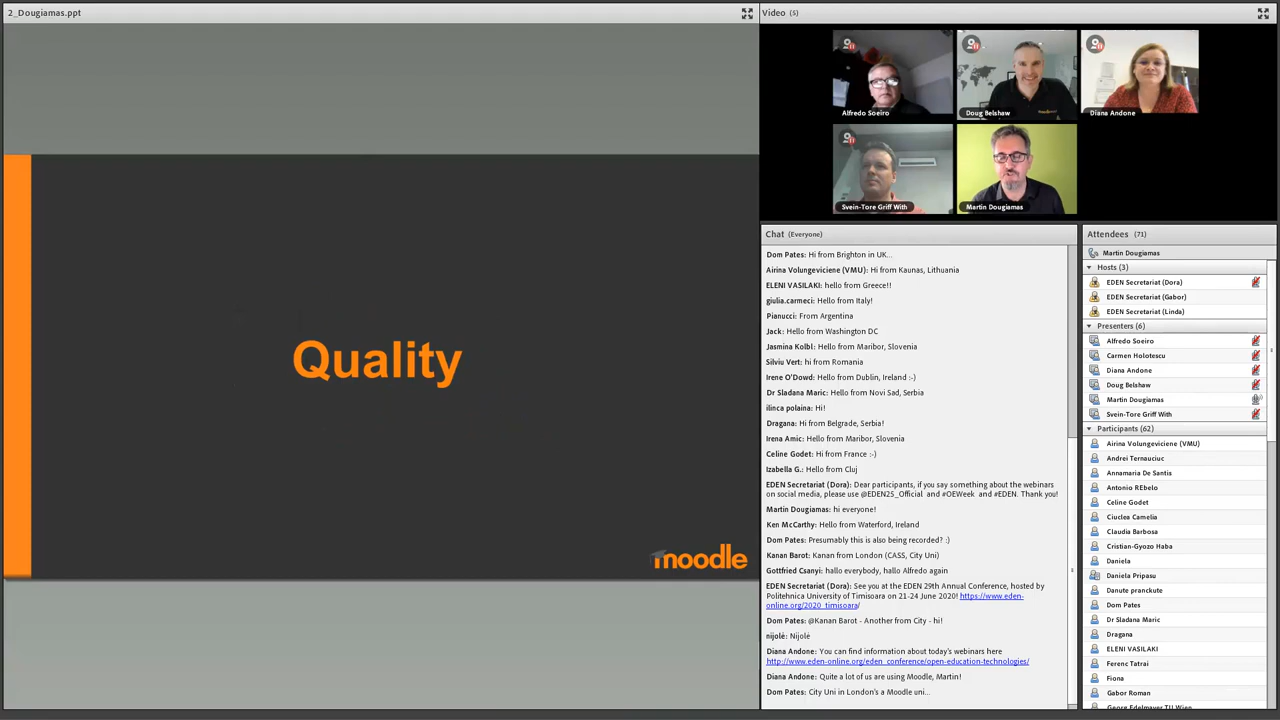 2_Dougiamas.ppt
Quality
moodle
Video (5)
Alfredo Soeiro
Doug Belshaw
Diana Andone
Svein-Tore Griff With
Martin Dougiamas
Chat (Everyone)
Dom Pates: Hi from Brighton in UK...
Airina Volungeviciene (VMU): Hi from Kaunas, Lithuania
ELENI VASILAKI: hello from Greece!!
giulia.carmeci: Hello from Italy!
Pianucci: From Argentina
Jack: Hello from Washington DC
Jasmina Kolbl: Hello from Maribor, Slovenia
Silviu Vert: hi from Romania
Irene O'Dowd: Hello from Dublin, Ireland :-)
Dr Sladana Maric: Hello from Novi Sad, Serbia
ilinca polaina: Hi!
Dragana: Hi from Belgrade, Serbia!
Irena Amic: Hello from Maribor, Slovenia
Celine Godet: Hi from France :-)
Izabella G.: Hello from Cluj
EDEN Secretariat (Dora): Dear participants, if you say something about the webinars
on social media, please use @EDEN25_Official and #OEWeek and #EDEN. Thank you!
Martin Dougiamas: hi everyone!
Ken McCarthy: Hello from Waterford, Ireland
Dom Pates: Presumably this is also being recorded? :)
Kanan Barot: Kanan from London (CASS, City Uni)
Gottfried Csanyi: hallo everybody, hallo Alfredo again
EDEN Secretariat (Dora): See you at the EDEN 29th Annual Conference, hosted by
Politehnica University of Timisoara on 21-24 June 2020! https://www.eden-
online.org/2020_timisoara/
Dom Pates: @Kanan Barot - Another from City - hi!
nijolė: Nijolė
Diana Andone: You can find information about today's webinars here
http://www.eden-online.org/eden_conference/open-education-technologies/
Diana Andone: Quite a lot of us are using Moodle, Martin!
Dom Pates: City Uni in London's a Moodle uni...
Attendees (71)
Martin Dougiamas
Hosts (3)
EDEN Secretariat (Dora)
EDEN Secretariat (Gabor)
EDEN Secretariat (Linda)
Presenters (6)
Alfredo Soeiro
Carmen Holotescu
Diana Andone
Doug Belshaw
Martin Dougiamas
Svein-Tore Griff With
Participants (62)
Airina Volungeviciene (VMU)
Andrei Ternauciuc
Annamaria De Santis
Antonio REbelo
Celine Godet
Ciuclea Camelia
Claudia Borwosa
Cristian-Gyozo Haba
Daniela
Daniela Pripasu
Danute pranckute
Dom Pates
Dr Sladana Maric
Dragana
ELENI VASILAKI
Ferenc Tatrai
Fiona
Gabor Roman
George Edelmayer TU Wien